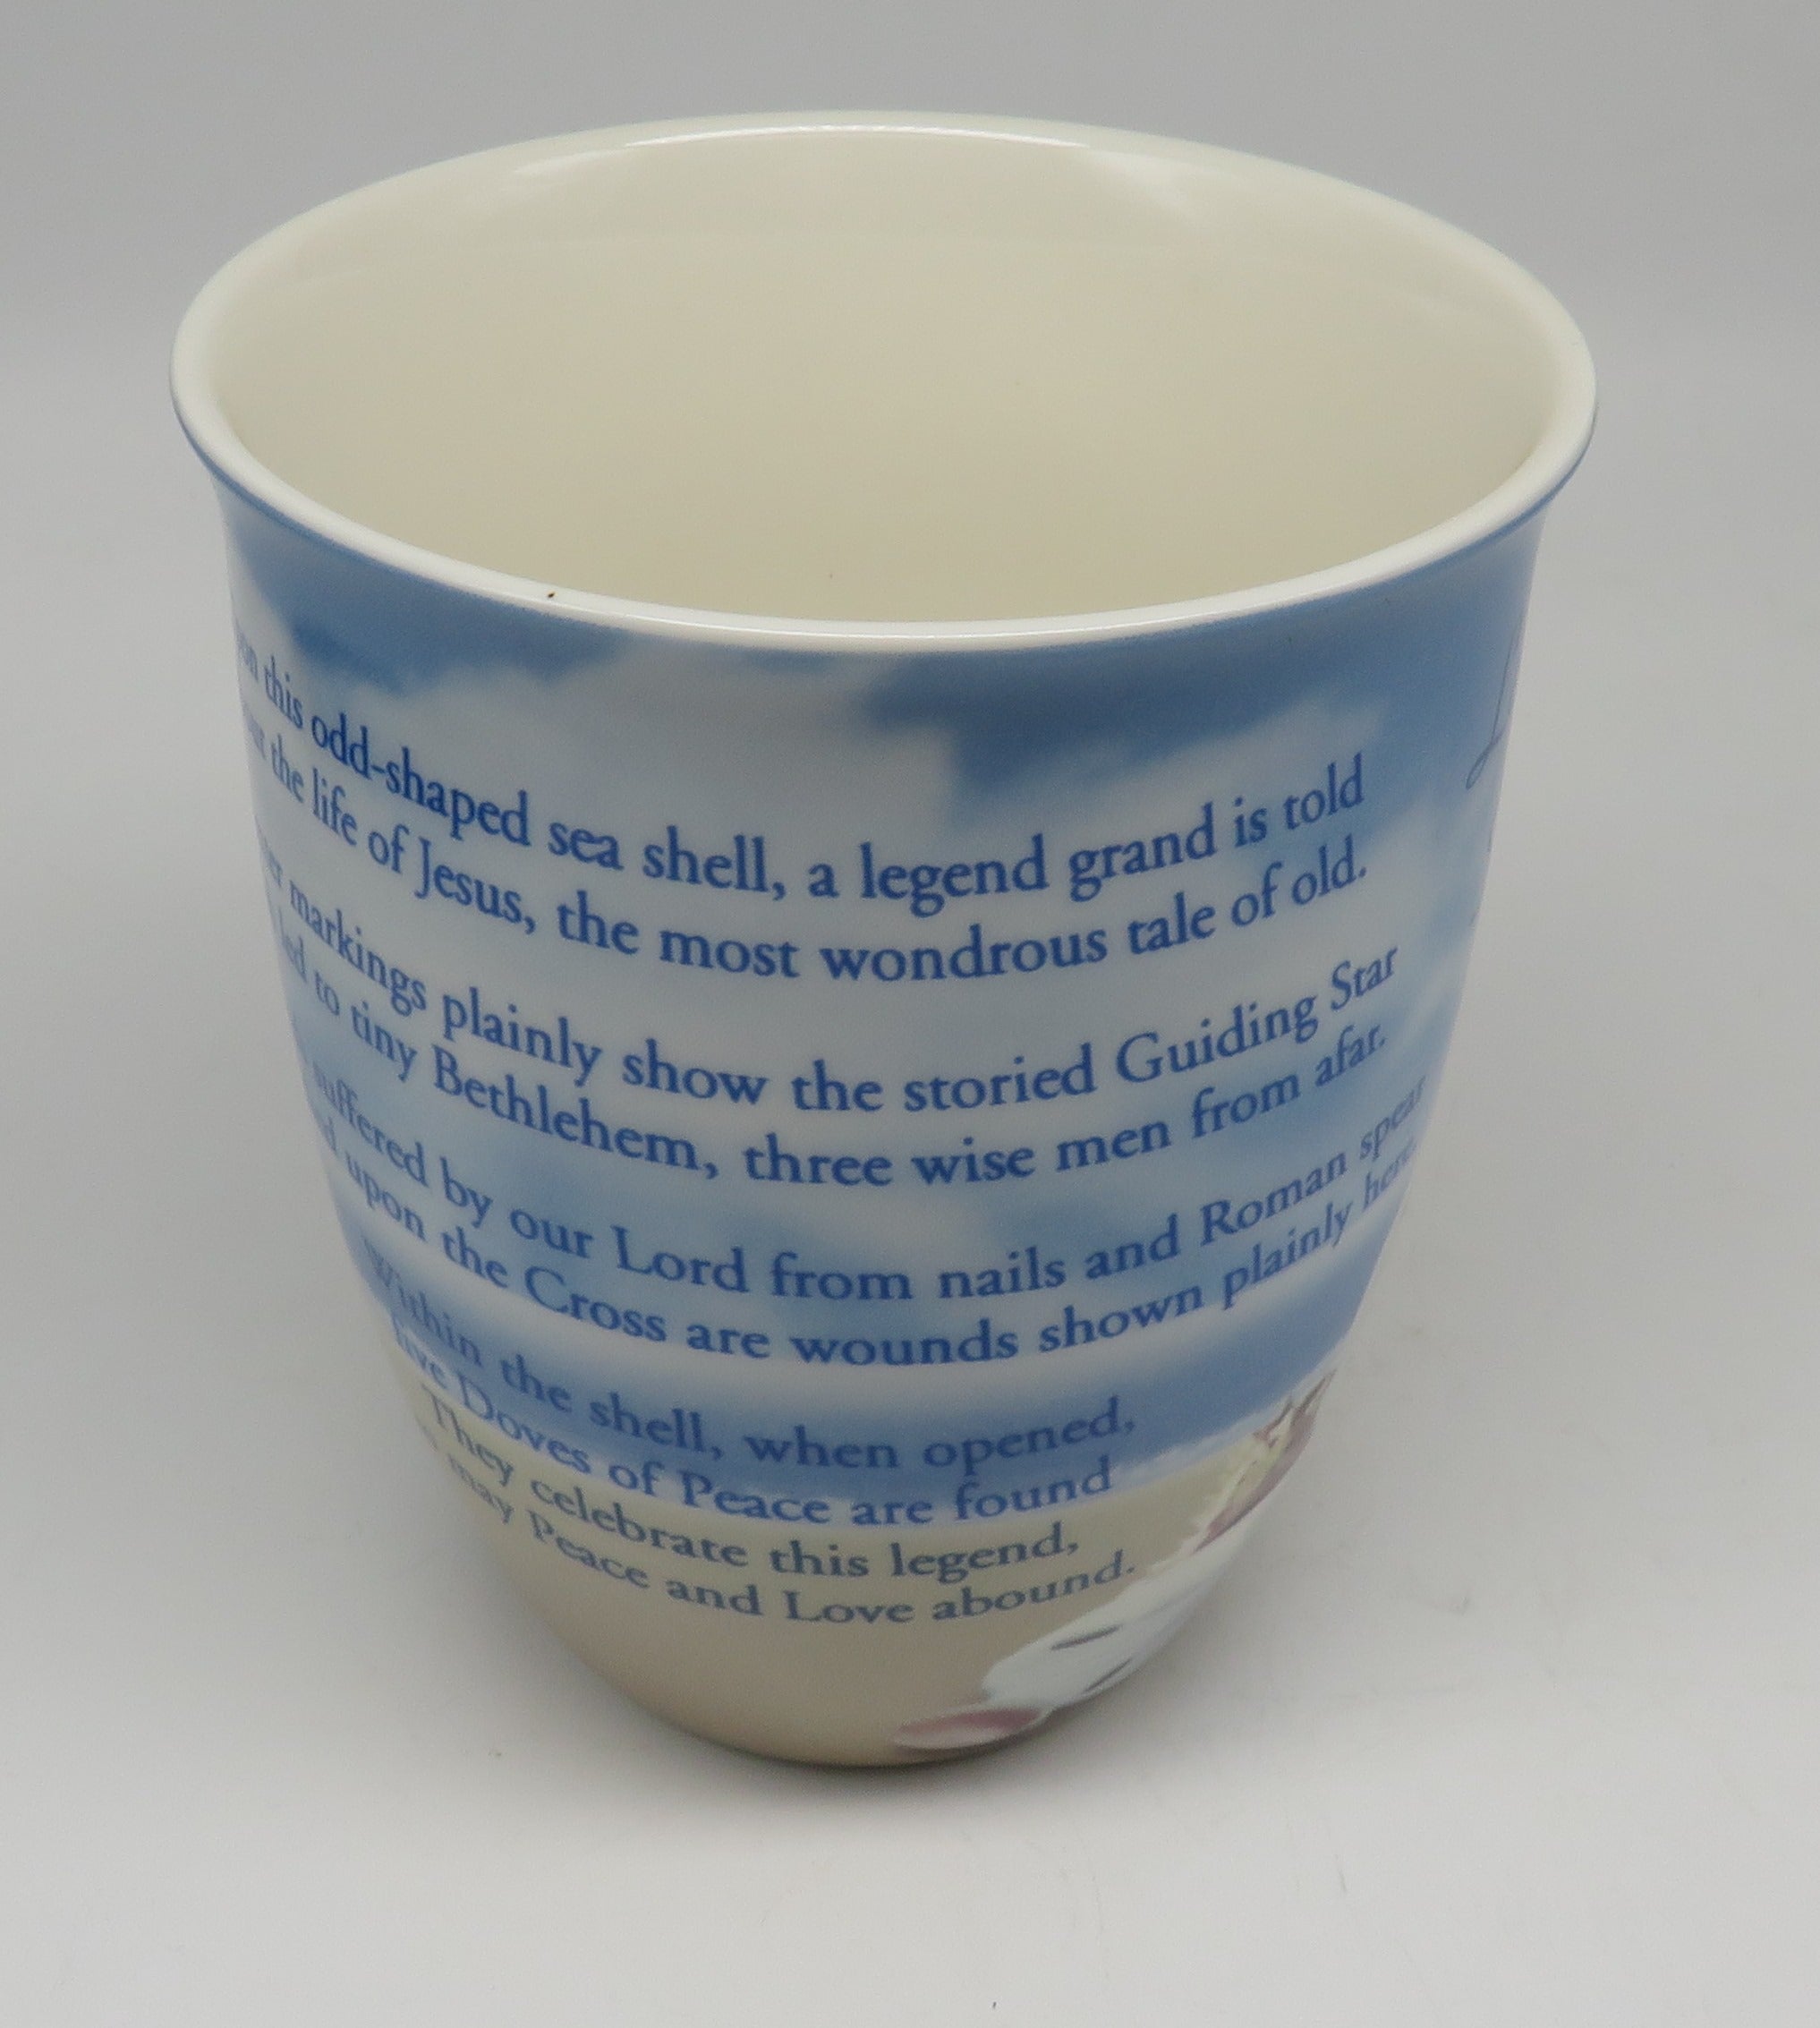 this odd-shaped sea shell, a legend grand is told
the life of Jesus, the most wondrous tale of old.
markings plainly show the storied Guiding Star
led to tiny Bethlehem, three wise men from afar.
suffered by our Lord from nails and Roman spear
upon the Cross are wounds shown plainly here.
Within the shell, when opened,
five Doves of Peace are found
They celebrate this legend,
may Peace and Love abound.